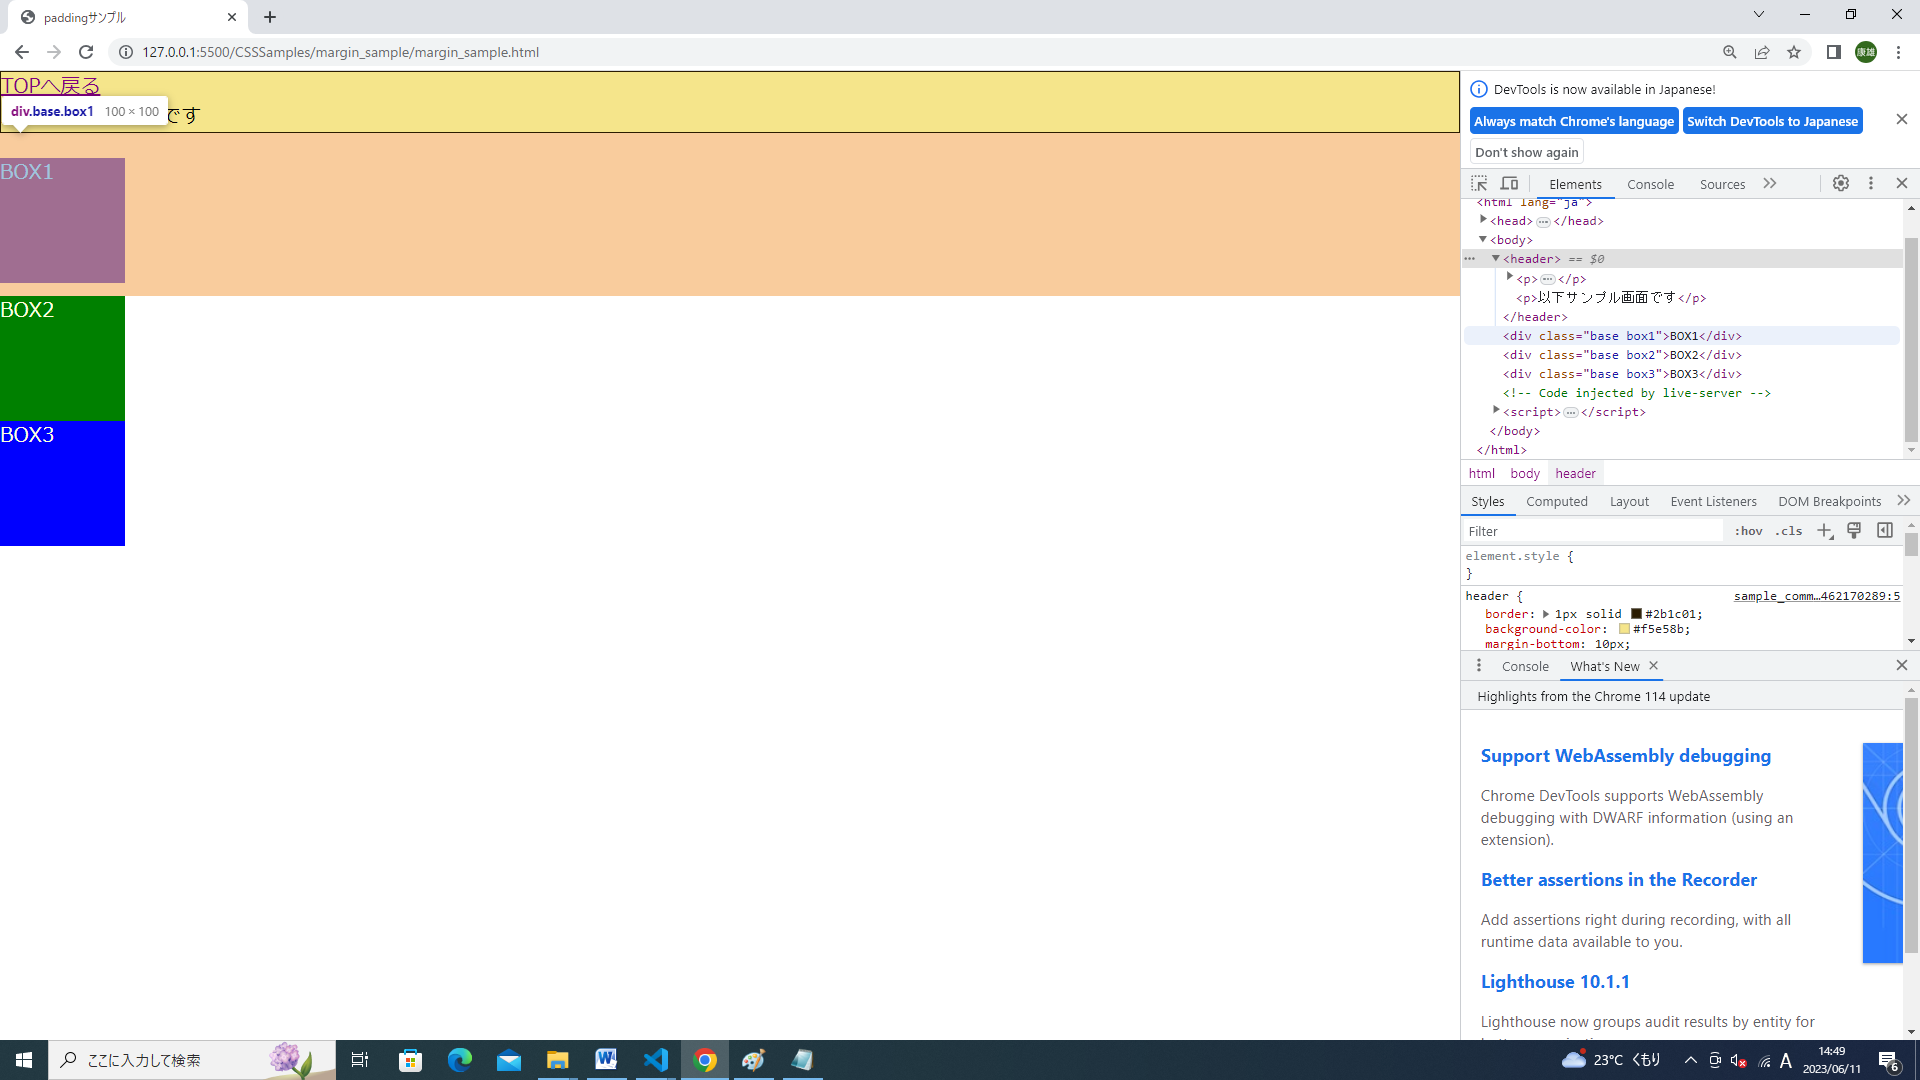 paddingサンプル
127.0.0.1:5500/CSSSamples/margin_sample/margin_sample.html
康雄
TOPへ戻る
div.base.box1 100 × 100
です
BOX1
BOX2
BOX3
DevTools is now available in Japanese!
Always match Chrome's language
Switch DevTools to Japanese
Don't show again
Elements
Console
Sources
<html lang="ja">
<head>…</head>
<body>
<header> == $0
<p>…</p>
<p>以下サンプル画面です</p>
</header>
<div class="base box1">BOX1</div>
<div class="base box2">BOX2</div>
<div class="base box3">BOX3</div>
<!-- Code injected by live-server -->
<script>…</script>
</body>
</html>
html body header
Styles Computed Layout Event Listeners DOM Breakpoints
Filter
:hov .cls
element.style {
}
header {
sample_comm…462170289:5
border: 1px solid #2b1c01;
background-color: #f5e58b;
margin-bottom: 10px;
Console
What's New
Highlights from the Chrome 114 update
Support WebAssembly debugging
Chrome DevTools supports WebAssembly
debugging with DWARF information (using an
extension).
Better assertions in the Recorder
Add assertions right during recording, with all
runtime data available to you.
Lighthouse 10.1.1
Lighthouse now groups audit results by entity for
ここに入力して検索
23°C くもり
A
14:49
2023/06/11
6